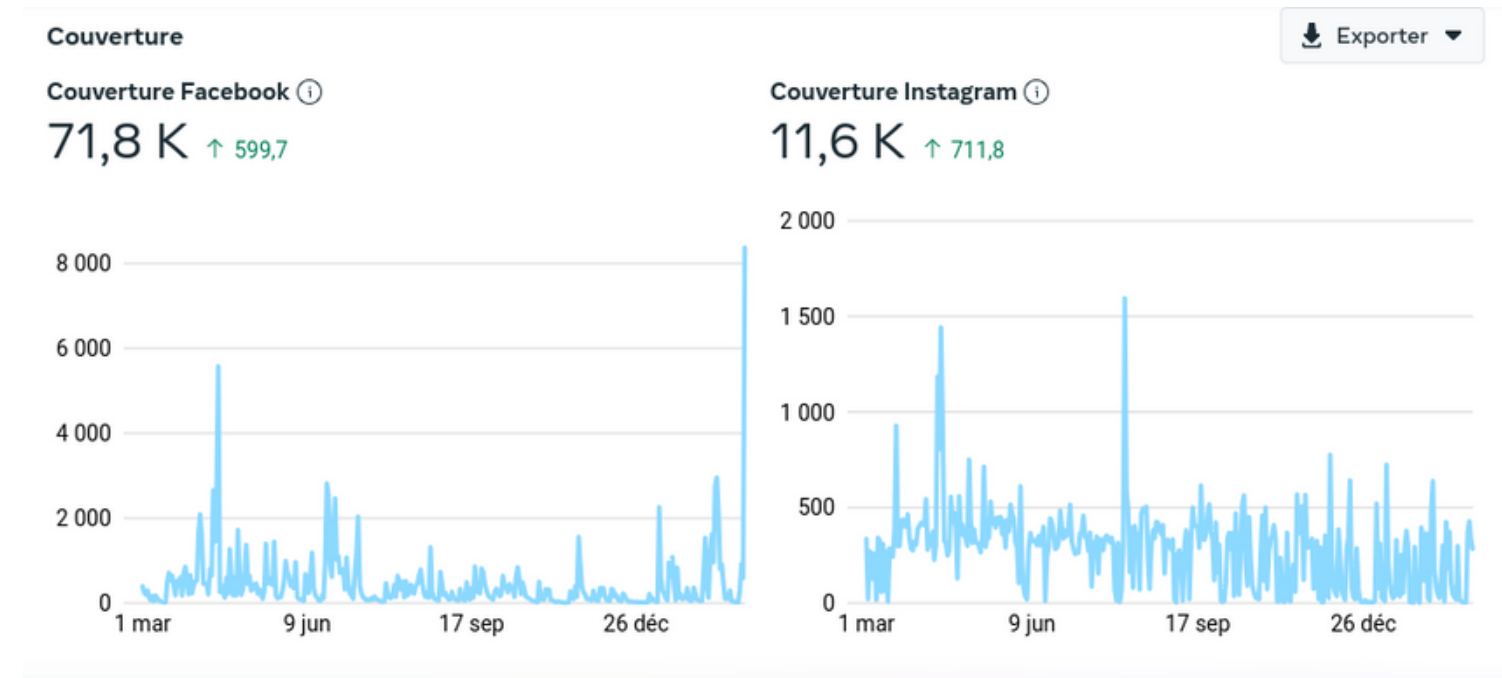 Couverture
Exporter
Couverture Facebook
71,8 K ↑ 599,7
8 000
6 000
4 000
2 000
0
1 mar 9 jun 17 sep 26 déc
Couverture Instagram
11,6 K ↑ 711,8
2 000
1 500
1 000
500
0
1 mar 9 jun 17 sep 26 déc